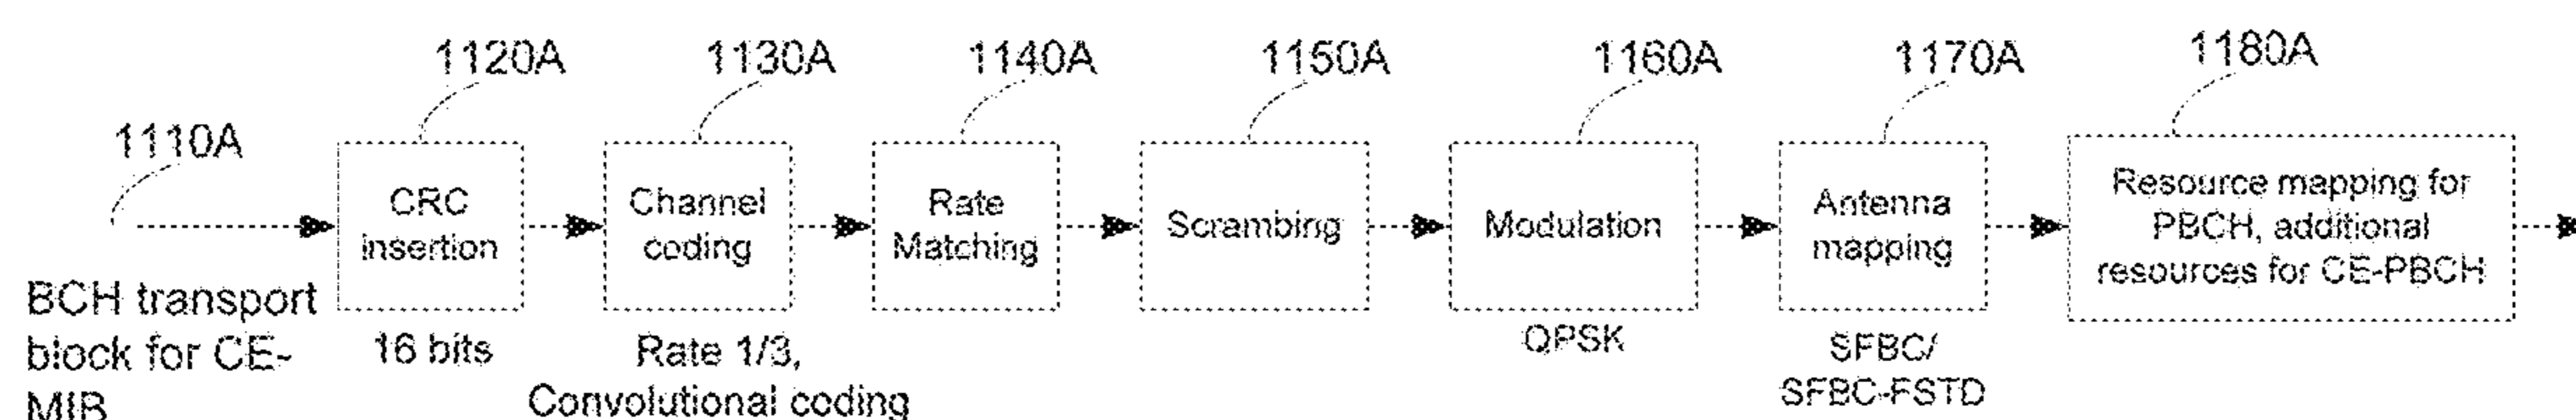 1120A
1130A
1140A
1150A
1160A
1170A
1180A
1110A
CRC
insertion
Channel
coding
Rate
Matching
Scrambing
Modulation
Antenna
mapping
Resource mapping for
PBCH, additional
resources for CE-PBCH
BCH transport
block for CE-
MIB
16 bits
Rate 1/3,
Convolutional coding
QPSK
SFBC/
SFBC-FSTD